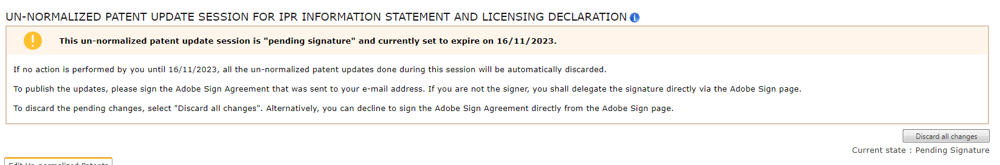 UN-NORMALIZED PATENT UPDATE SESSION FOR IPR INFORMATION STATEMENT AND LICENSING DECLARATION
This un-normalized patent update session is "pending signature" and currently set to expire on 16/11/2023.
If no action is performed by you until 16/11/2023, all the un-normalized patent updates done during this session will be automatically discarded.
To publish the updates, please sign the Adobe Sign Agreement that was sent to your e-mail address. If you are not the signer, you shall delegate the signature directly via the Adobe Sign page.
To discard the pending changes, select "Discard all changes". Alternatively, you can decline to sign the Adobe Sign Agreement directly from the Adobe Sign page.
Discard all changes
Current state : Pending Signature
Edit Un-normalized Patents